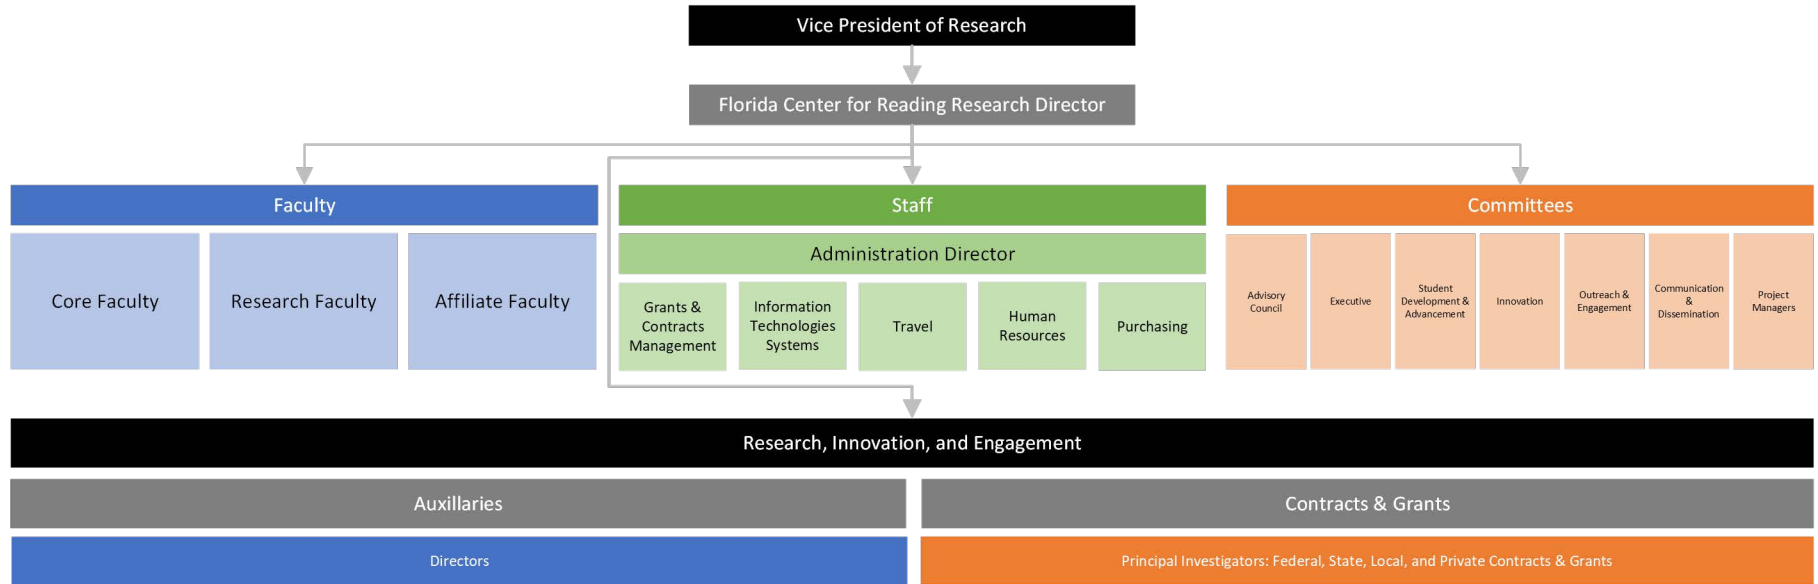 Vice President of Research
Florida Center for Reading Research Director
Faculty
Staff
Committees
Core Faculty
Research Faculty
Affiliate Faculty
Administration Director
Grants &
Contracts
Management
Information
Technologies
Systems
Travel
Human
Resources
Purchasing
Advisory
Council
Executive
Student
Development &
Advancement
Innovation
Outreach &
Engagement
Communication
&
Dissemination
Project
Managers
Research, Innovation, and Engagement
Auxillaries
Contracts & Grants
Directors
Principal Investigators: Federal, State, Local, and Private Contracts & Grants